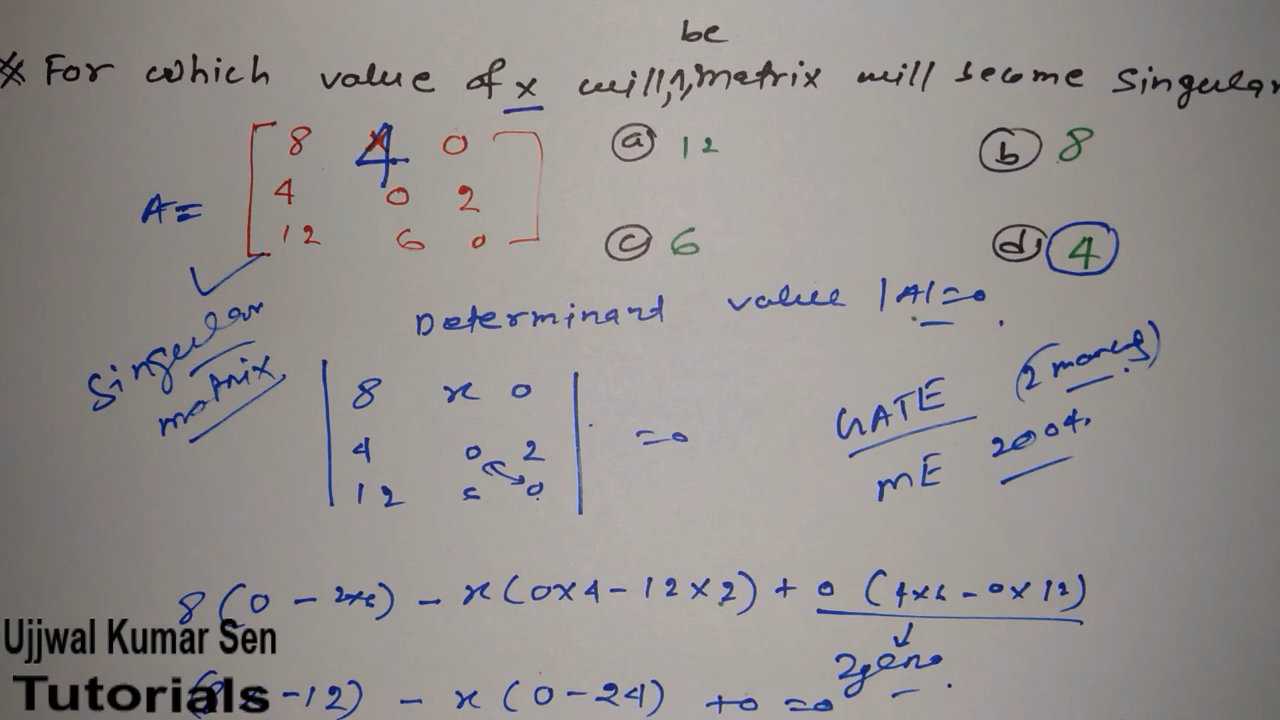 be
* For which value of x will, matrix will become Singular
A = [ 8 4 0
4 0 2
12 6 0 ]
(a) 12 (b) 8
(c) 6 (d) 4
Singular matrix
Determinant value |A| = 0
| 8 x 0
4 0 2 = 0
12 6 0 |
GATE (2 marks)
ME 2004.
8 (0 - 2x6) - x (0x4 - 12x2) + 0 (4x6 - 0x12)
zero
-12) - x (0 - 24) + 0 = 0
Ujjwal Kumar Sen
Tutorials